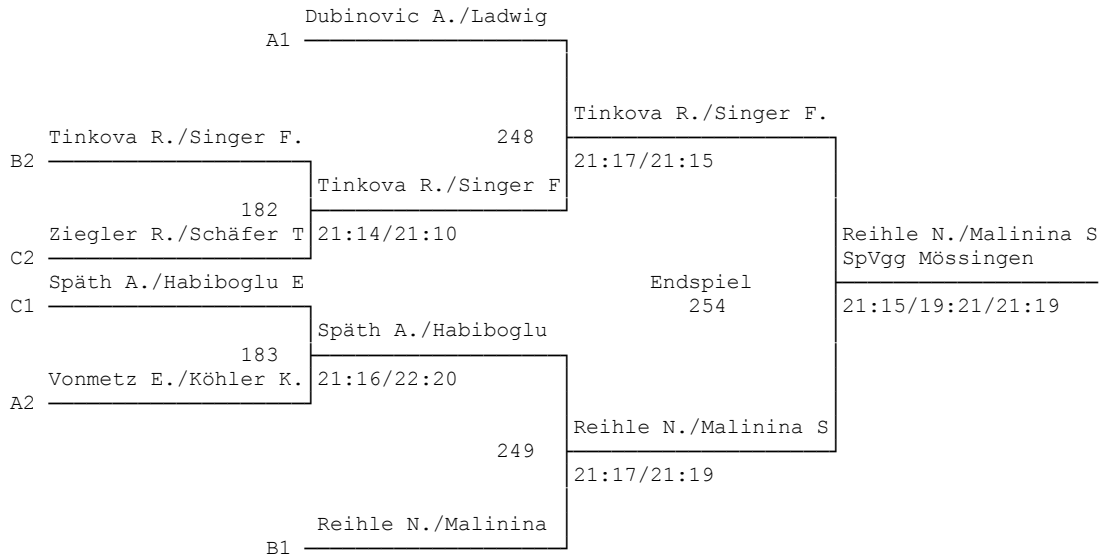 Dubinovic A./Ladwig
A1
Tinkova R./Singer F.
Tinkova R./Singer F.
248
B2
21:17/21:15
Tinkova R./Singer F
182
Ziegler R./Schäfer T
21:14/21:10
Reihle N./Malinina S
C2
SpVgg Mössingen
Späth A./Habiboglu E
Endspiel
C1
254
21:15/19:21/21:19
Späth A./Habiboglu
183
Vonmetz E./Köhler K.
21:16/22:20
A2
Reihle N./Malinina S
249
21:17/21:19
Reihle N./Malinina
B1